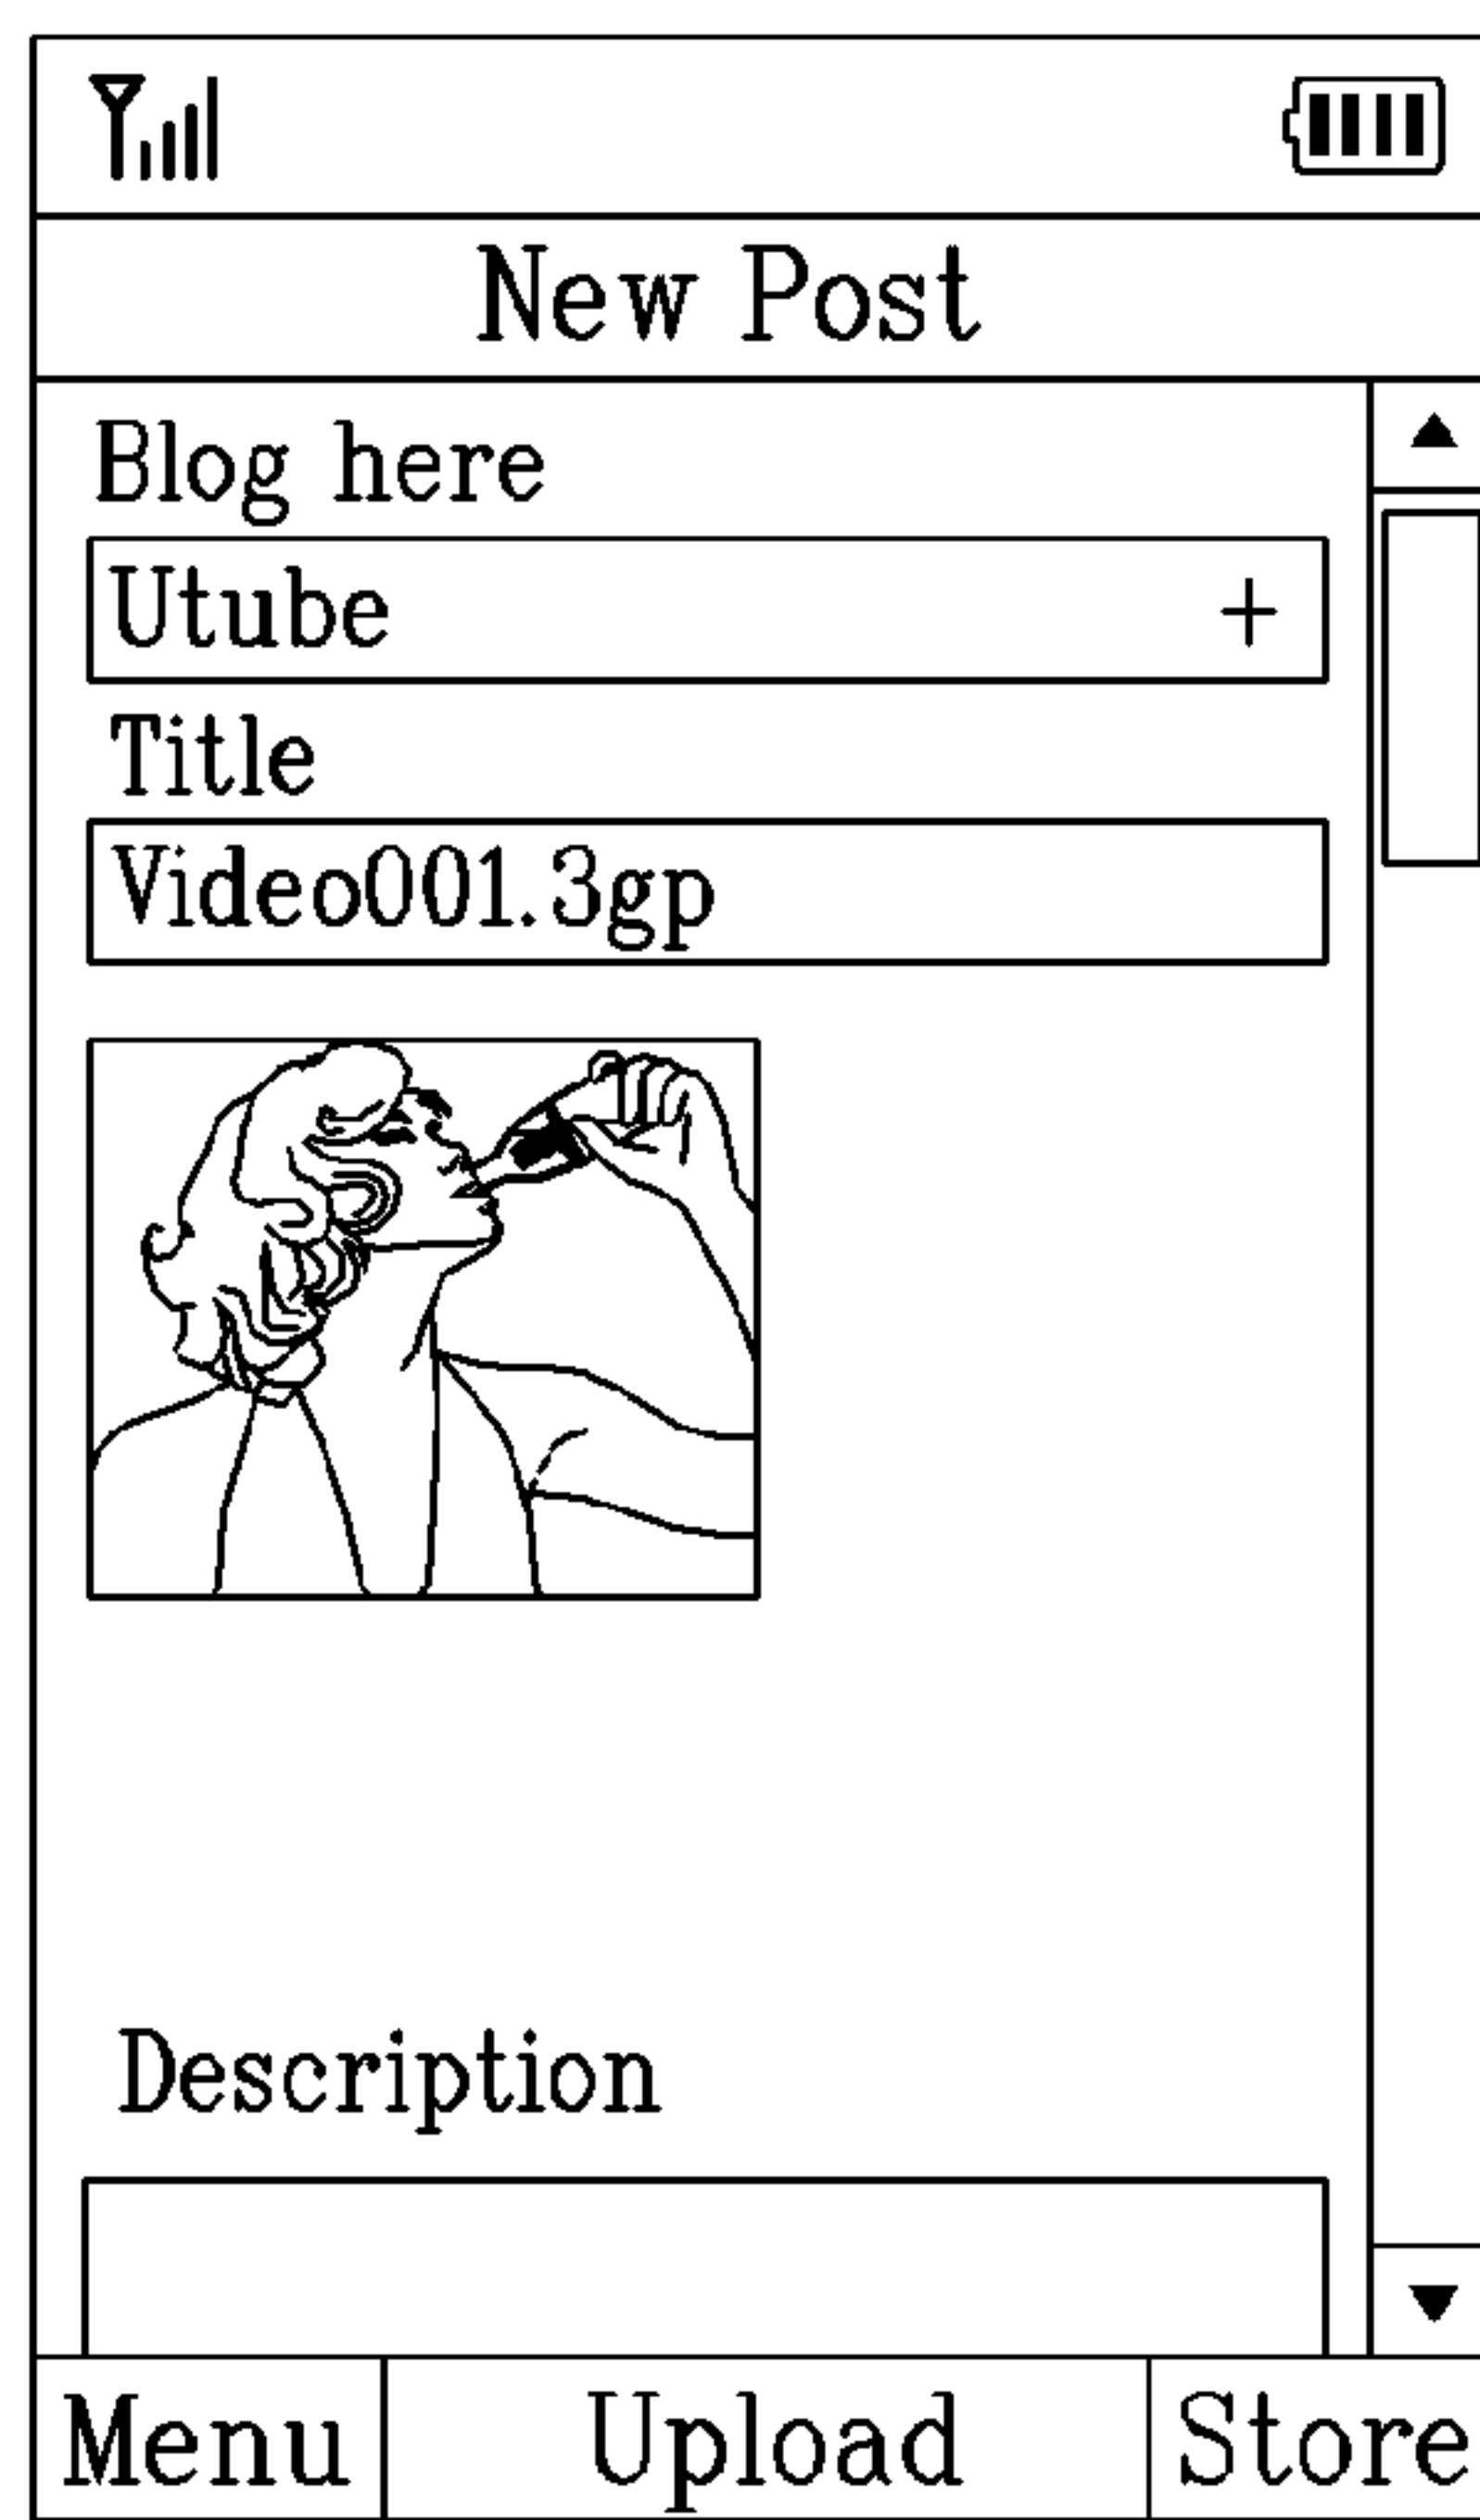 New Post
Blog here
Utube +
Title
Video001.3gp
Description
Menu Upload Store